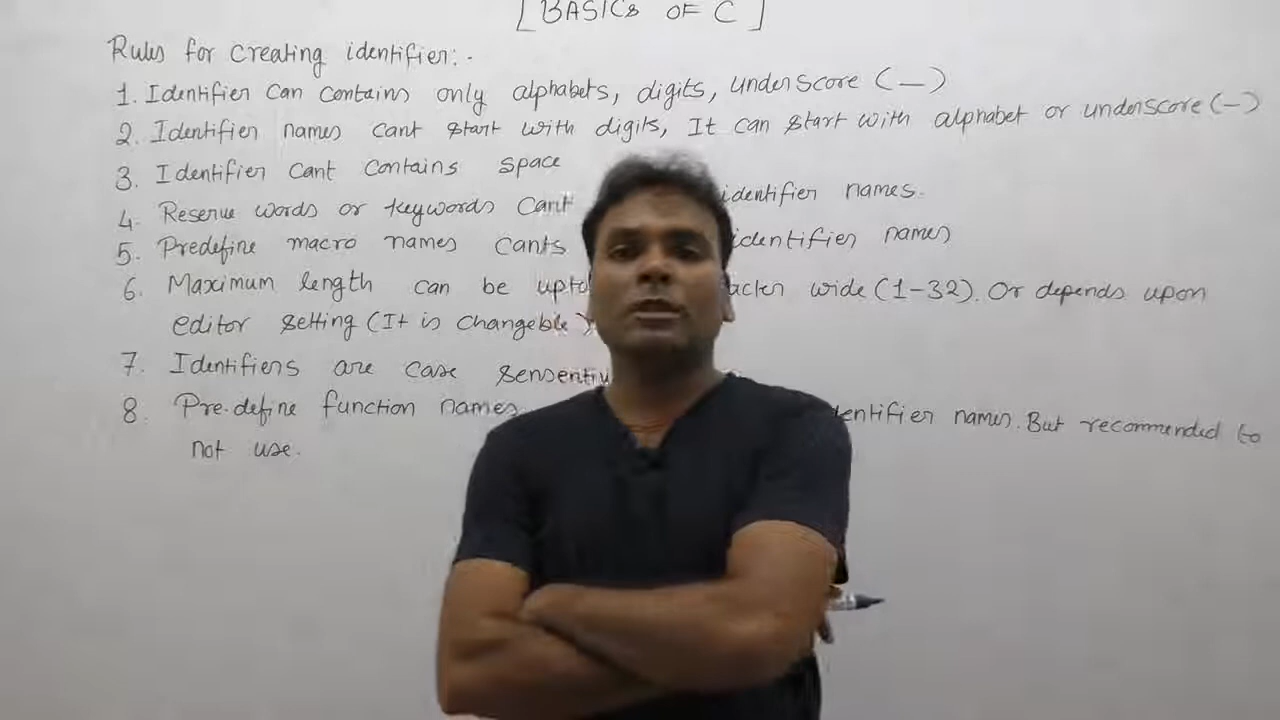 [ BASICS OF C ]
Rules for Creating identifier:-
1. Identifier can contains only alphabets, digits, underscore (_)
2. Identifier names cant start with digits, It can start with alphabet or underscore (-)
3. Identifier cant contains space
4. Reserve words or keywords cant identifier names.
5. Predefine macro names cants identifier names
6. Maximum length can be upto wide (1-32). Or depends upon
editor setting (It is changeble)
7. Identifiers are case
8. Pre-define function names identifier names. But recommended to
not use.